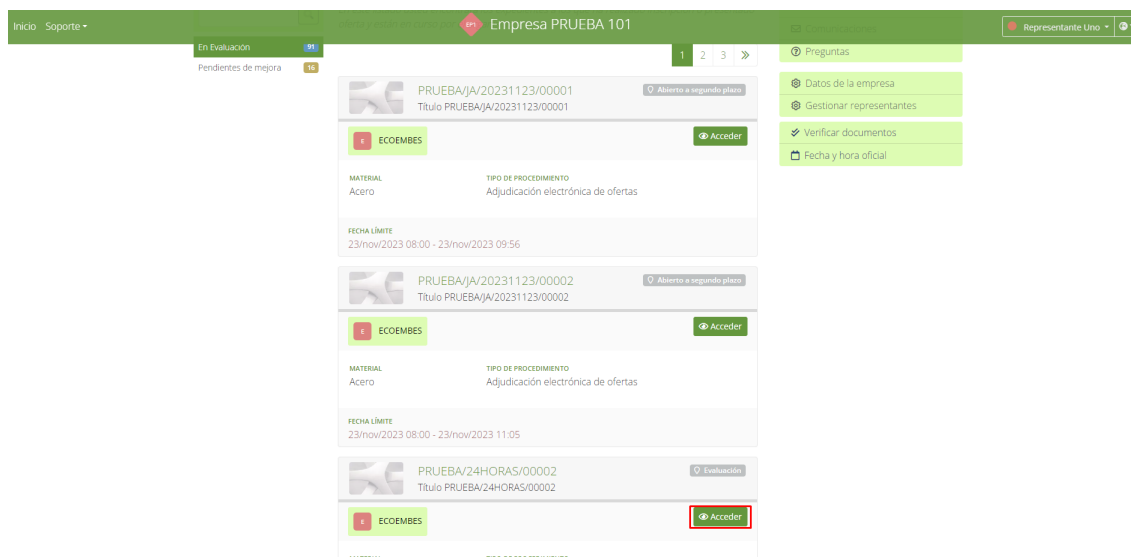 Inicio Soporte
EP1 Empresa PRUEBA 101
Representante Uno
En Evaluación 91
Pendientes de mejora 16
1 2 3 »
PRUEBA/JA/20231123/00001 Abierto a segundo plazo
Título PRUEBA/JA/20231123/00001
E ECOEMBES Acceder
MATERIAL TIPO DE PROCEDIMIENTO
Acero Adjudicación electrónica de ofertas
FECHA LÍMITE
23/nov/2023 08:00 - 23/nov/2023 09:56
PRUEBA/JA/20231123/00002 Abierto a segundo plazo
Título PRUEBA/JA/20231123/00002
E ECOEMBES Acceder
MATERIAL TIPO DE PROCEDIMIENTO
Acero Adjudicación electrónica de ofertas
FECHA LÍMITE
23/nov/2023 08:00 - 23/nov/2023 11:05
PRUEBA/24HORAS/00002 Evaluación
Título PRUEBA/24HORAS/00002
E ECOEMBES Acceder
Preguntas
Datos de la empresa
Gestionar representantes
Verificar documentos
Fecha y hora oficial